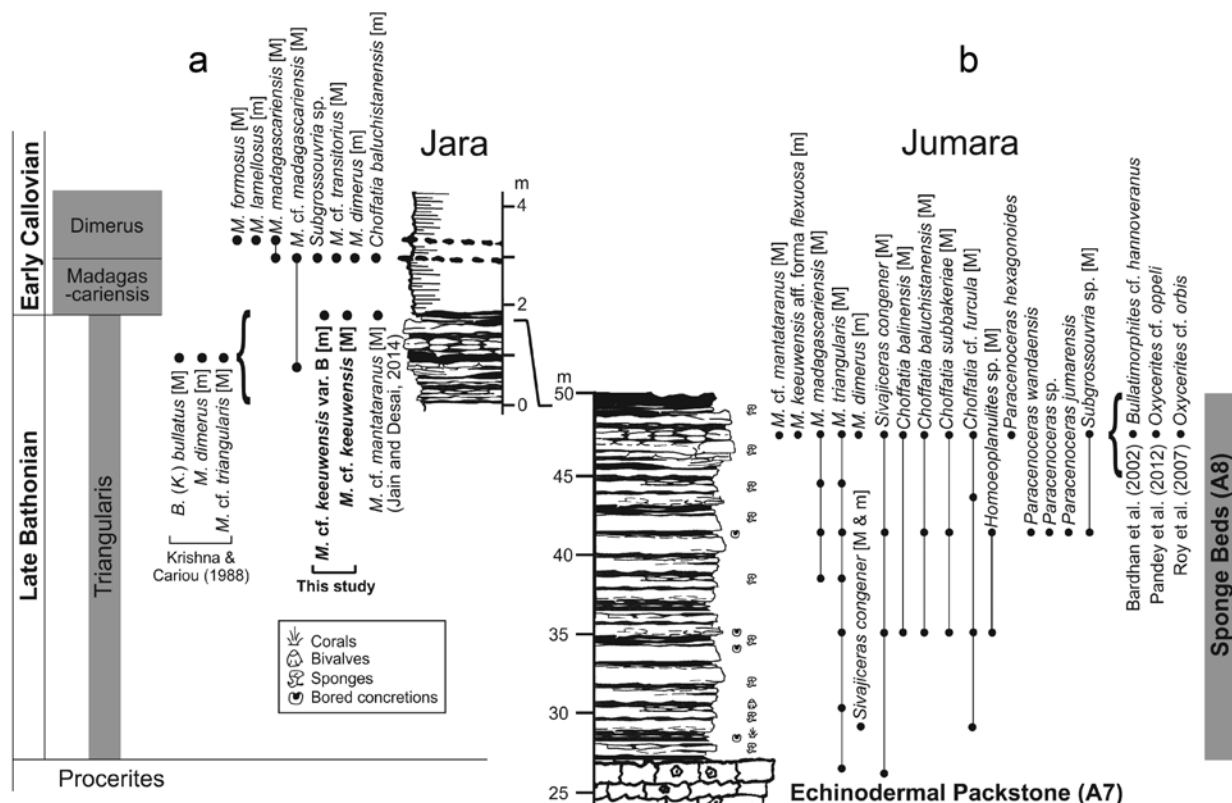 a
b
Jara
Jumara
Early Callovian
Dimerus
Madagas
-cariensis
Late Bathonian
Triangularis
Procerites
M. formosus [M]
M. lamellosus [m]
M. madagascariensis [M]
M. cf. madagascariensis [M]
Subgrossouvria sp.
M. cf. transitorius [M]
M. dimerus [m]
Choffatia baluchistanensis [m]
m
4
2
0
B. (K.) bullatus [M]
M. dimerus [m]
M. cf. triangularis [M]
Krishna &
Cariou (1988)
M. cf. keeuwensis var. B [m]
M. cf. keeuwensis [M]
M. cf. mantataranus [M]
(Jain and Desai, 2014)
This study
Corals
Bivalves
Sponges
Bored concretions
m
50
45
40
35
30
25
M. cf. mantataranus [M]
M. keeuwensis aff. forma flexuosa [m]
M. madagascariensis [M]
M. triangularis [M]
M. dimerus [m]
Sivajiceras congener [M]
Choffatia balinensis [M]
Choffatia baluchistanensis [M]
Choffatia subbakeriae [M]
Choffatia cf. furcula [M]
Homoeoplanulites sp. [M]
Paracenoceras hexagonoides
Paracenoceras wandaensis
Paracenoceras sp.
Paracenoceras jumarensis
Subgrossouvria sp. [M]
Sivajiceras congener [M & m]
Bardhan et al. (2002) Bullatimorphites cf. hannoveranus
Pandey et al. (2012) Oxycerites cf. oppeli
Roy et al. (2007) Oxycerites cf. orbis
Sponge Beds (A8)
Echinodermal Packstone (A7)